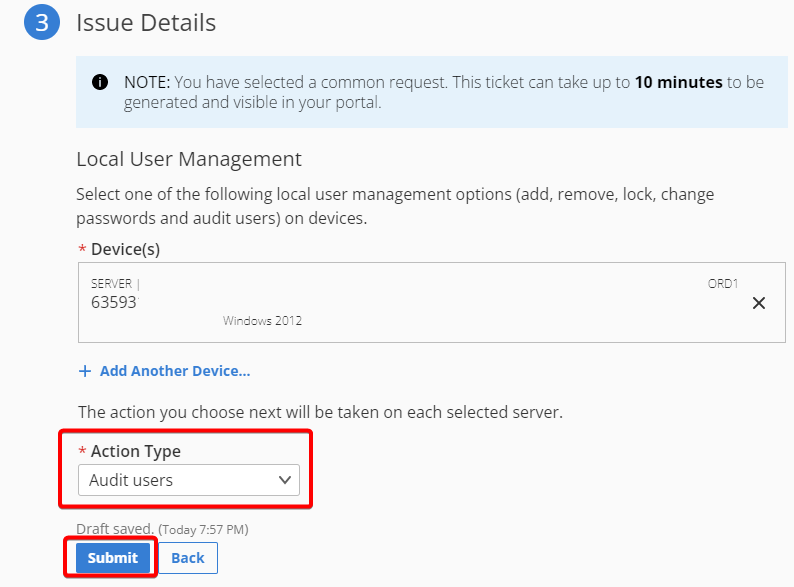 3 Issue Details
NOTE: You have selected a common request. This ticket can take up to 10 minutes to be
generated and visible in your portal.
Local User Management
Select one of the following local user management options (add, remove, lock, change
passwords and audit users) on devices.
* Device(s)
SERVER | ORD1
63593
Windows 2012
+ Add Another Device...
The action you choose next will be taken on each selected server.
* Action Type
Audit users
Draft saved. (Today 7:57 PM)
Submit Back